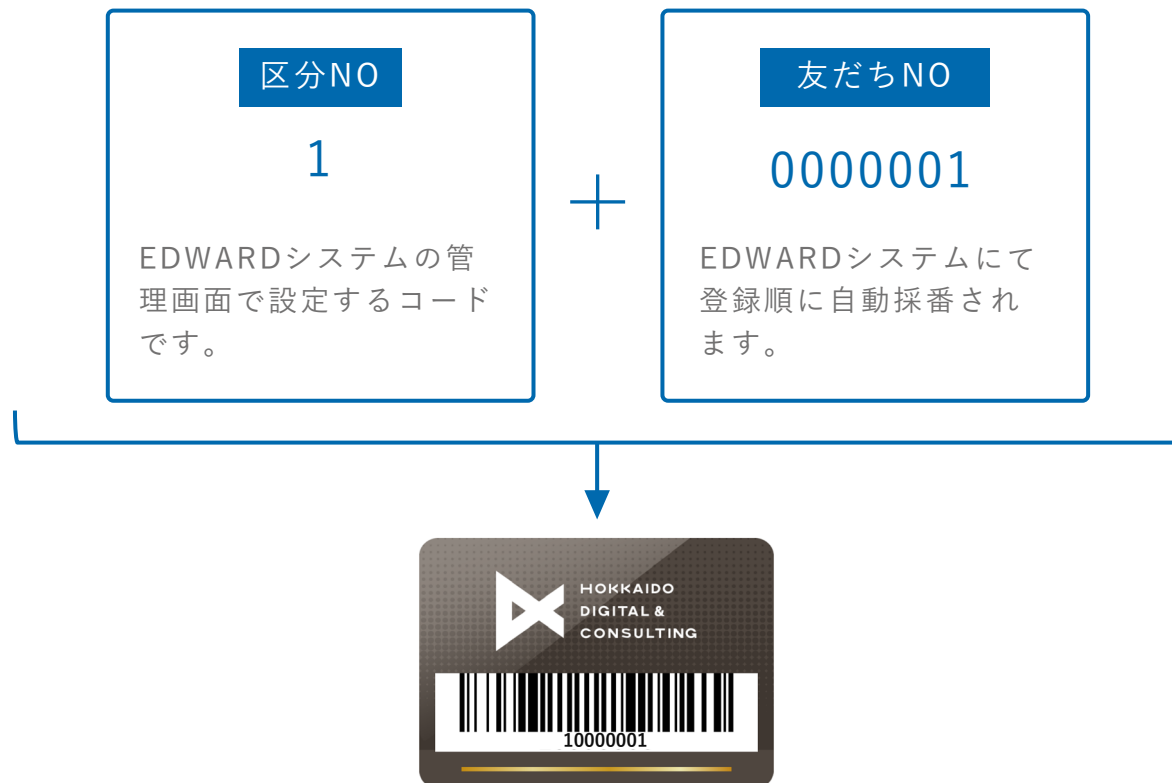 区分NO
1
EDWARDシステムの管
理画面で設定するコード
です。
友だちNO
0000001
EDWARDシステムにて
登録順に自動採番され
ます。
HOKKAIDO
DIGITAL &
CONSULTING
10000001